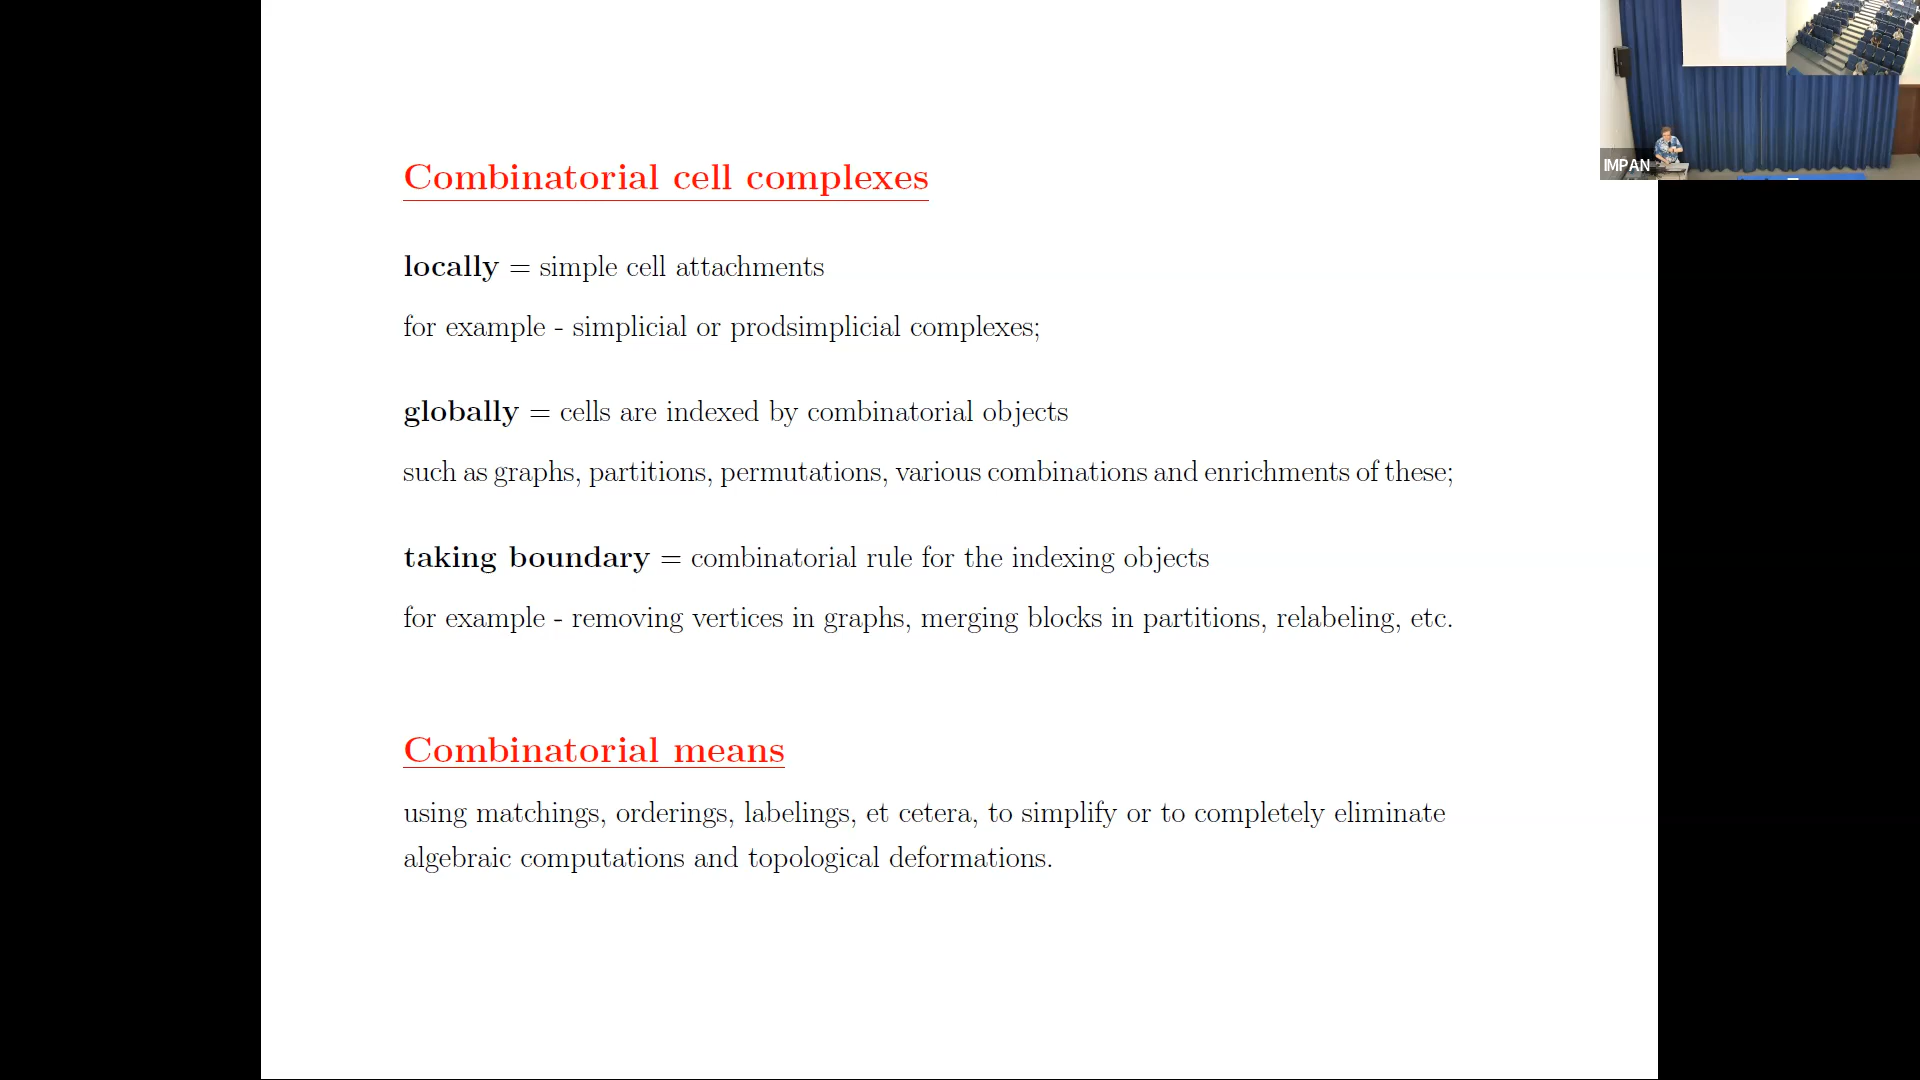 Combinatorial cell complexes
locally = simple cell attachments
for example - simplicial or prodsimplicial complexes;
globally = cells are indexed by combinatorial objects
such as graphs, partitions, permutations, various combinations and enrichments of these;
taking boundary = combinatorial rule for the indexing objects
for example - removing vertices in graphs, merging blocks in partitions, relabeling, etc.
Combinatorial means
using matchings, orderings, labelings, et cetera, to simplify or to completely eliminate
algebraic computations and topological deformations.
IMPAN